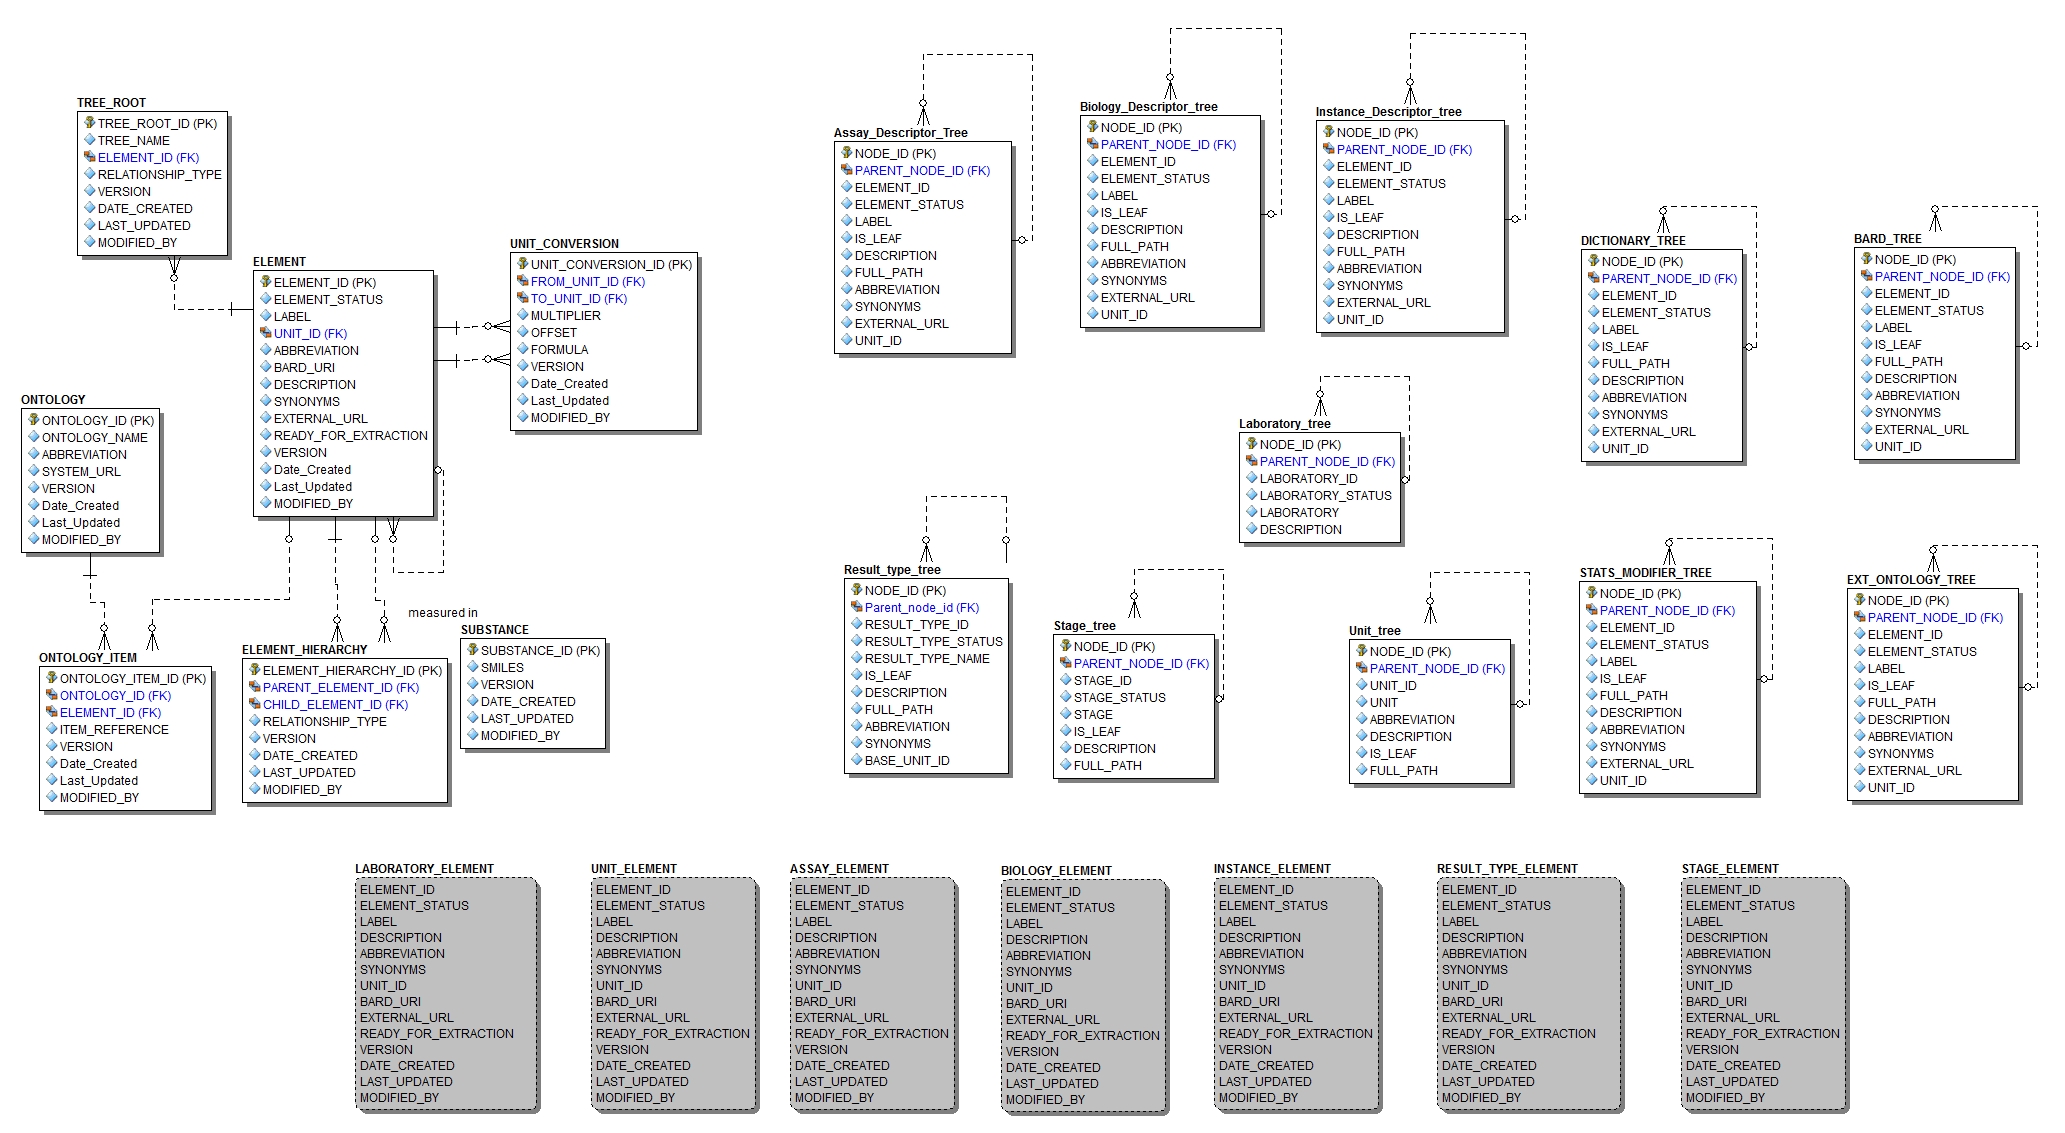 TREE_ROOT
TREE_ROOT_ID (PK)
TREE_NAME
ELEMENT_ID (FK)
RELATIONSHIP_TYPE
VERSION
DATE_CREATED
LAST_UPDATED
MODIFIED_BY
ELEMENT
ELEMENT_ID (PK)
ELEMENT_STATUS
LABEL
UNIT_ID (FK)
ABBREVIATION
BARD_URI
DESCRIPTION
SYNONYMS
EXTERNAL_URL
READY_FOR_EXTRACTION
VERSION
Date_Created
Last_Updated
MODIFIED_BY
UNIT_CONVERSION
UNIT_CONVERSION_ID (PK)
FROM_UNIT_ID (FK)
TO_UNIT_ID (FK)
MULTIPLIER
OFFSET
FORMULA
VERSION
Date_Created
Last_Updated
MODIFIED_BY
ONTOLOGY
ONTOLOGY_ID (PK)
ONTOLOGY_NAME
ABBREVIATION
SYSTEM_URL
VERSION
Date_Created
Last_Updated
MODIFIED_BY
ONTOLOGY_ITEM
ONTOLOGY_ITEM_ID (PK)
ONTOLOGY_ID (FK)
ELEMENT_ID (FK)
ITEM_REFERENCE
VERSION
Date_Created
Last_Updated
MODIFIED_BY
ELEMENT_HIERARCHY
ELEMENT_HIERARCHY_ID (PK)
PARENT_ELEMENT_ID (FK)
CHILD_ELEMENT_ID (FK)
RELATIONSHIP_TYPE
VERSION
DATE_CREATED
LAST_UPDATED
MODIFIED_BY
measured in
SUBSTANCE
SUBSTANCE_ID (PK)
SMILES
VERSION
DATE_CREATED
LAST_UPDATED
MODIFIED_BY
Assay_Descriptor_Tree
NODE_ID (PK)
PARENT_NODE_ID (FK)
ELEMENT_ID
ELEMENT_STATUS
LABEL
IS_LEAF
DESCRIPTION
FULL_PATH
ABBREVIATION
SYNONYMS
EXTERNAL_URL
UNIT_ID
Biology_Descriptor_tree
NODE_ID (PK)
PARENT_NODE_ID (FK)
ELEMENT_ID
ELEMENT_STATUS
LABEL
IS_LEAF
DESCRIPTION
FULL_PATH
ABBREVIATION
SYNONYMS
EXTERNAL_URL
UNIT_ID
Instance_Descriptor_tree
NODE_ID (PK)
PARENT_NODE_ID (FK)
ELEMENT_ID
ELEMENT_STATUS
LABEL
IS_LEAF
DESCRIPTION
FULL_PATH
ABBREVIATION
SYNONYMS
EXTERNAL_URL
UNIT_ID
DICTIONARY_TREE
NODE_ID (PK)
PARENT_NODE_ID (FK)
ELEMENT_ID
ELEMENT_STATUS
LABEL
IS_LEAF
FULL_PATH
DESCRIPTION
ABBREVIATION
SYNONYMS
EXTERNAL_URL
UNIT_ID
BARD_TREE
NODE_ID (PK)
PARENT_NODE_ID (FK)
ELEMENT_ID
ELEMENT_STATUS
LABEL
IS_LEAF
FULL_PATH
DESCRIPTION
ABBREVIATION
SYNONYMS
EXTERNAL_URL
UNIT_ID
Laboratory_tree
NODE_ID (PK)
PARENT_NODE_ID (FK)
LABORATORY_ID
LABORATORY_STATUS
LABORATORY
DESCRIPTION
Result_type_tree
NODE_ID (PK)
Parent_node_id (FK)
RESULT_TYPE_ID
RESULT_TYPE_STATUS
RESULT_TYPE_NAME
IS_LEAF
DESCRIPTION
FULL_PATH
ABBREVIATION
SYNONYMS
BASE_UNIT_ID
Stage_tree
NODE_ID (PK)
PARENT_NODE_ID (FK)
STAGE_ID
STAGE_STATUS
STAGE
IS_LEAF
DESCRIPTION
FULL_PATH
Unit_tree
NODE_ID (PK)
PARENT_NODE_ID (FK)
UNIT_ID
UNIT
ABBREVIATION
DESCRIPTION
IS_LEAF
FULL_PATH
STATS_MODIFIER_TREE
NODE_ID (PK)
PARENT_NODE_ID (FK)
ELEMENT_ID
ELEMENT_STATUS
LABEL
IS_LEAF
FULL_PATH
DESCRIPTION
ABBREVIATION
SYNONYMS
EXTERNAL_URL
UNIT_ID
EXT_ONTOLOGY_TREE
NODE_ID (PK)
PARENT_NODE_ID (FK)
ELEMENT_ID
ELEMENT_STATUS
LABEL
IS_LEAF
FULL_PATH
DESCRIPTION
ABBREVIATION
SYNONYMS
EXTERNAL_URL
UNIT_ID
LABORATORY_ELEMENT
ELEMENT_ID
ELEMENT_STATUS
LABEL
DESCRIPTION
ABBREVIATION
SYNONYMS
UNIT_ID
BARD_URI
EXTERNAL_URL
READY_FOR_EXTRACTION
VERSION
DATE_CREATED
LAST_UPDATED
MODIFIED_BY
UNIT_ELEMENT
ELEMENT_ID
ELEMENT_STATUS
LABEL
DESCRIPTION
ABBREVIATION
SYNONYMS
UNIT_ID
BARD_URI
EXTERNAL_URL
READY_FOR_EXTRACTION
VERSION
DATE_CREATED
LAST_UPDATED
MODIFIED_BY
ASSAY_ELEMENT
ELEMENT_ID
ELEMENT_STATUS
LABEL
DESCRIPTION
ABBREVIATION
SYNONYMS
UNIT_ID
BARD_URI
EXTERNAL_URL
READY_FOR_EXTRACTION
VERSION
DATE_CREATED
LAST_UPDATED
MODIFIED_BY
BIOLOGY_ELEMENT
ELEMENT_ID
ELEMENT_STATUS
LABEL
DESCRIPTION
ABBREVIATION
SYNONYMS
UNIT_ID
BARD_URI
EXTERNAL_URL
READY_FOR_EXTRACTION
VERSION
DATE_CREATED
LAST_UPDATED
MODIFIED_BY
INSTANCE_ELEMENT
ELEMENT_ID
ELEMENT_STATUS
LABEL
DESCRIPTION
ABBREVIATION
SYNONYMS
UNIT_ID
BARD_URI
EXTERNAL_URL
READY_FOR_EXTRACTION
VERSION
DATE_CREATED
LAST_UPDATED
MODIFIED_BY
RESULT_TYPE_ELEMENT
ELEMENT_ID
ELEMENT_STATUS
LABEL
DESCRIPTION
ABBREVIATION
SYNONYMS
UNIT_ID
BARD_URI
EXTERNAL_URL
READY_FOR_EXTRACTION
VERSION
DATE_CREATED
LAST_UPDATED
MODIFIED_BY
STAGE_ELEMENT
ELEMENT_ID
ELEMENT_STATUS
LABEL
DESCRIPTION
ABBREVIATION
SYNONYMS
UNIT_ID
BARD_URI
EXTERNAL_URL
READY_FOR_EXTRACTION
VERSION
DATE_CREATED
LAST_UPDATED
MODIFIED_BY